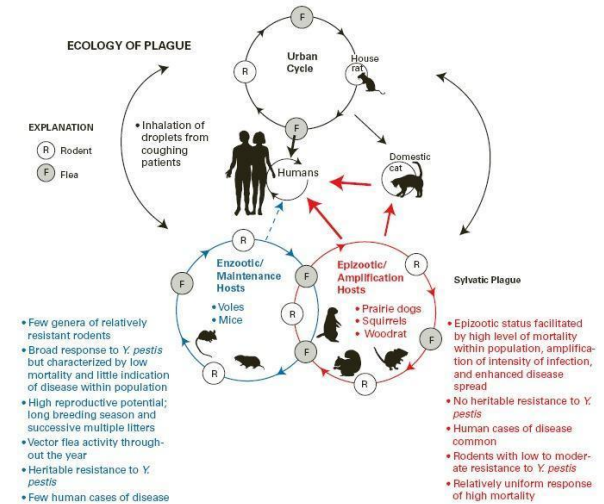 ECOLOGY OF PLAGUE
F
Urban
Cycle
R
House
rat
F
EXPLANATION
R Rodent
F Flea
• Inhalation of
droplets from
coughing
patients
Humans
Domestic
cat
R
Enzootic/
Maintenance
Hosts
• Voles
• Mice
F
R
F
R
F
Epizootic/
Amplification
Hosts
• Prairie dogs
• Squirrels
• Woodrat
R
F
R
Sylvatic Plague
• Few genera of relatively
resistant rodents
• Broad response to Y. pestis
but characterized by low
mortality and little indication
of disease within population
• High reproductive potential;
long breeding season and
successive multiple litters
• Vector flea activity through-
out the year
• Heritable resistance to Y.
pestis
• Few human cases of disease
• Epizootic status facilitated
by high level of mortality
within population, amplifica-
tion of intensity of infection,
and enhanced disease
spread
• No heritable resistance to Y.
pestis
• Human cases of disease
common
• Rodents with low to moder-
ate resistance to Y. pestis
• Relatively uniform response
of high mortality